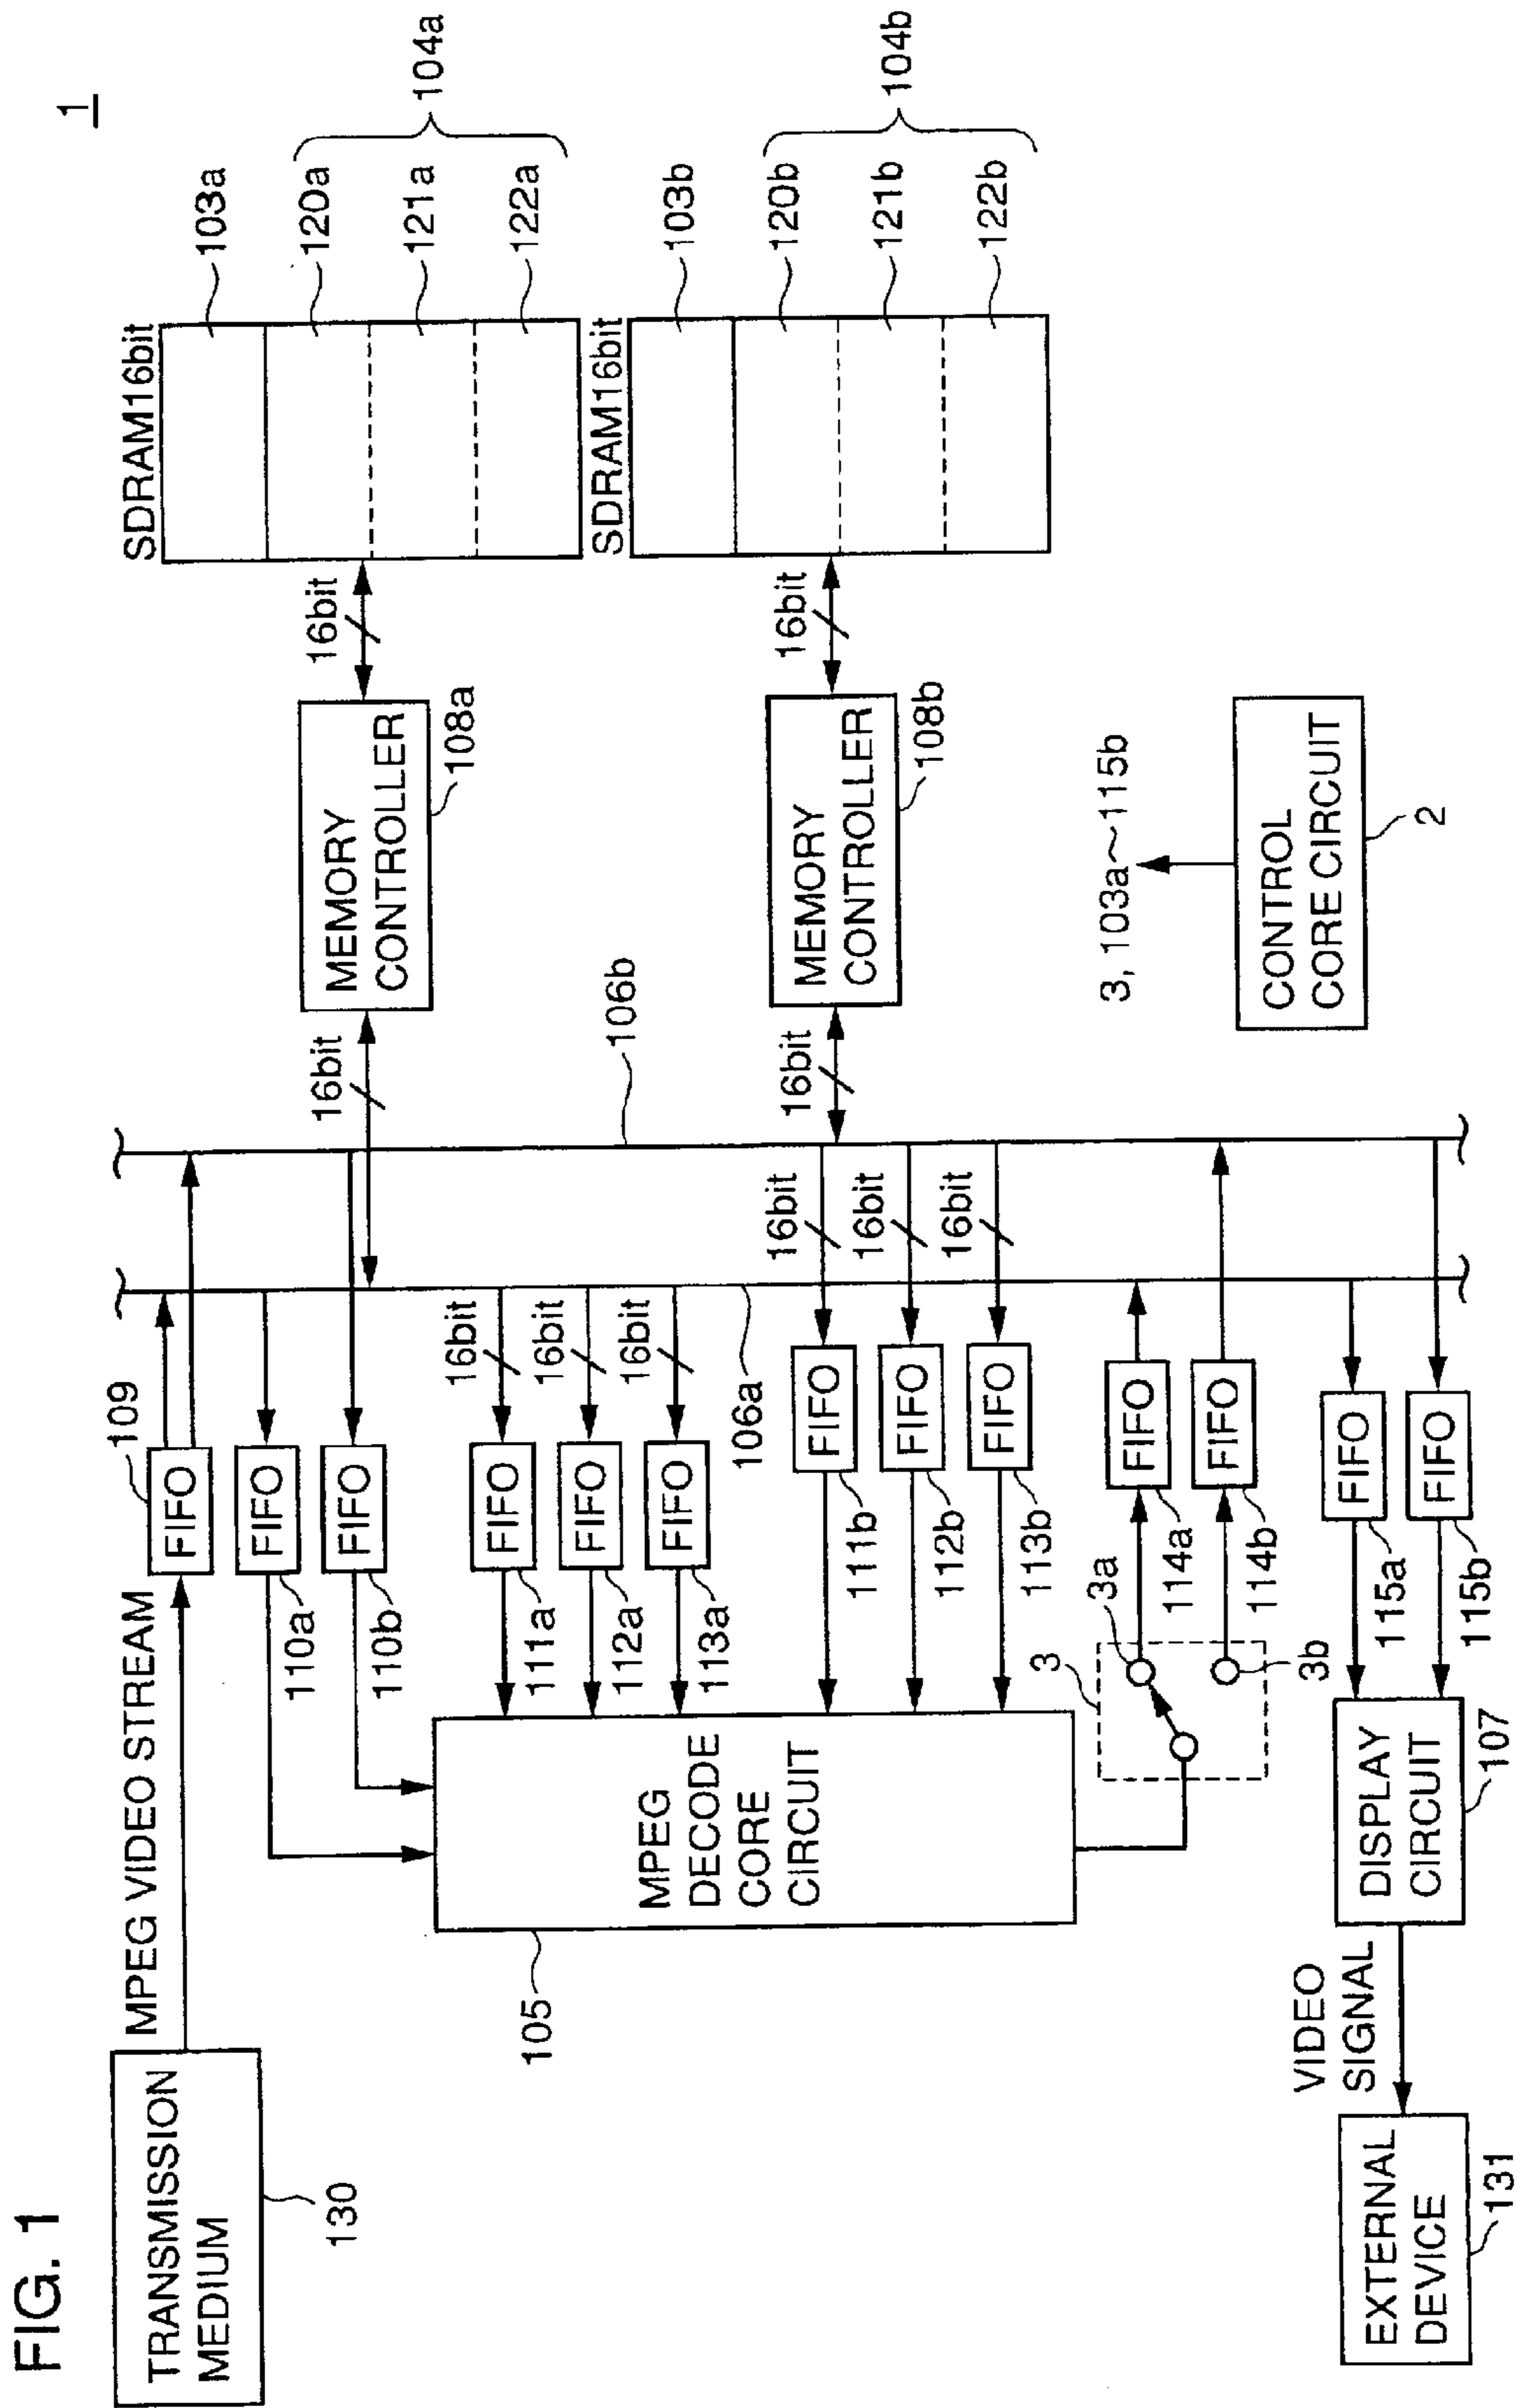 FIG. 1
1
TRANSMISSION
MEDIUM
130
MPEG VIDEO STREAM
109
FIFO
FIFO
110a
FIFO
110b
16bit
FIFO
111a
16bit
FIFO
112a
16bit
FIFO
113a
106a
16bit
FIFO
111b
16bit
FIFO
112b
16bit
FIFO
113b
105
MPEG
DECODE
CORE
CIRCUIT
3
3a
3b
FIFO
114a
FIFO
114b
FIFO
115a
FIFO
115b
DISPLAY
CIRCUIT
107
VIDEO
SIGNAL
EXTERNAL
DEVICE
131
106b
16bit
MEMORY
CONTROLLER
108a
16bit
SDRAM16bit
103a
120a
121a
122a
104a
16bit
MEMORY
CONTROLLER
108b
16bit
SDRAM16bit
103b
120b
121b
122b
104b
3, 103a～115b
CONTROL
CORE CIRCUIT
2